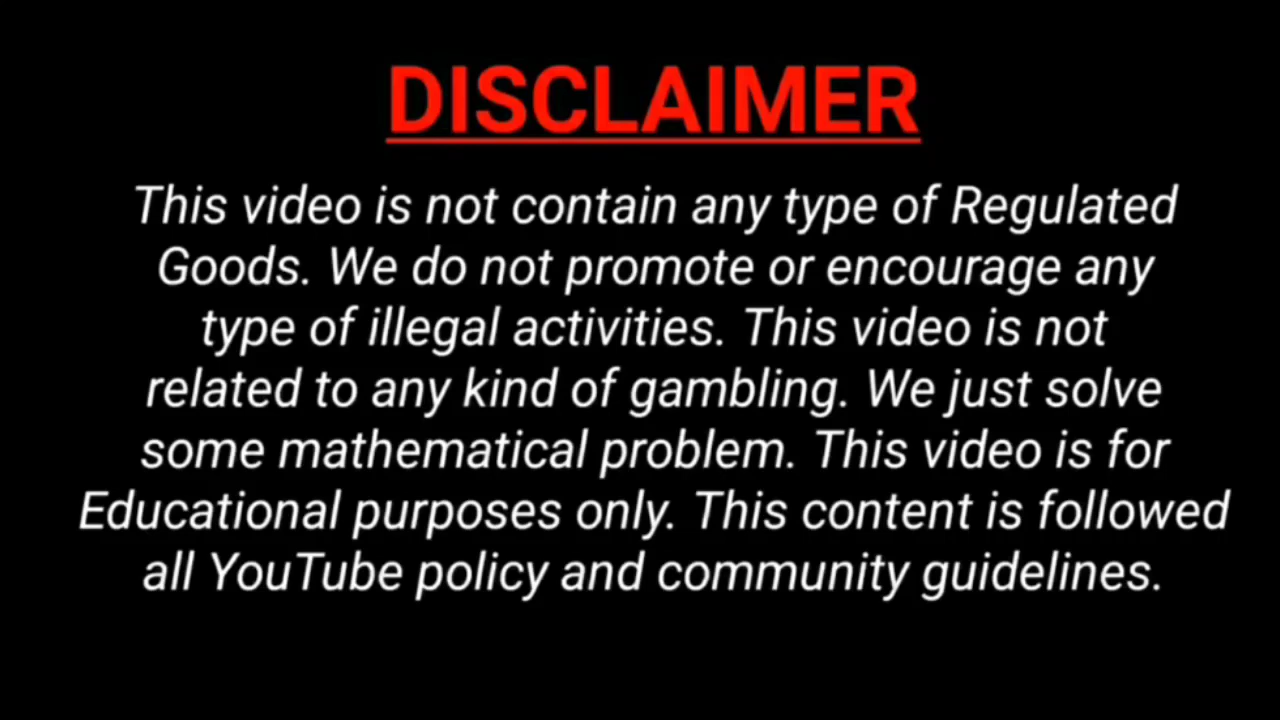 DISCLAIMER
This video is not contain any type of Regulated
Goods. We do not promote or encourage any
type of illegal activities. This video is not
related to any kind of gambling. We just solve
some mathematical problem. This video is for
Educational purposes only. This content is followed
all YouTube policy and community guidelines.